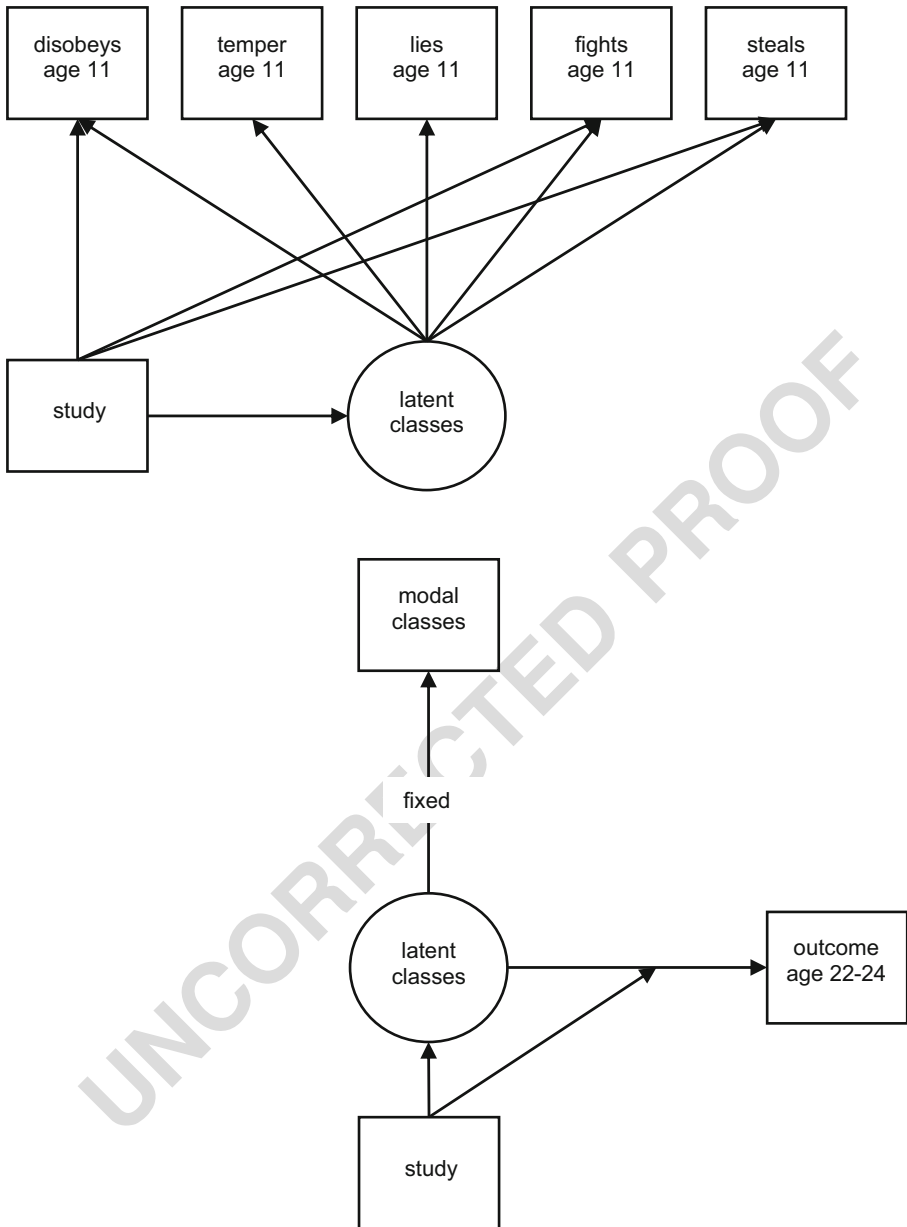 disobeys
age 11
temper
age 11
lies
age 11
fights
age 11
steals
age 11
study
latent
classes
modal
classes
fixed
latent
classes
outcome
age 22-24
study
UNCORRECTED PROOF